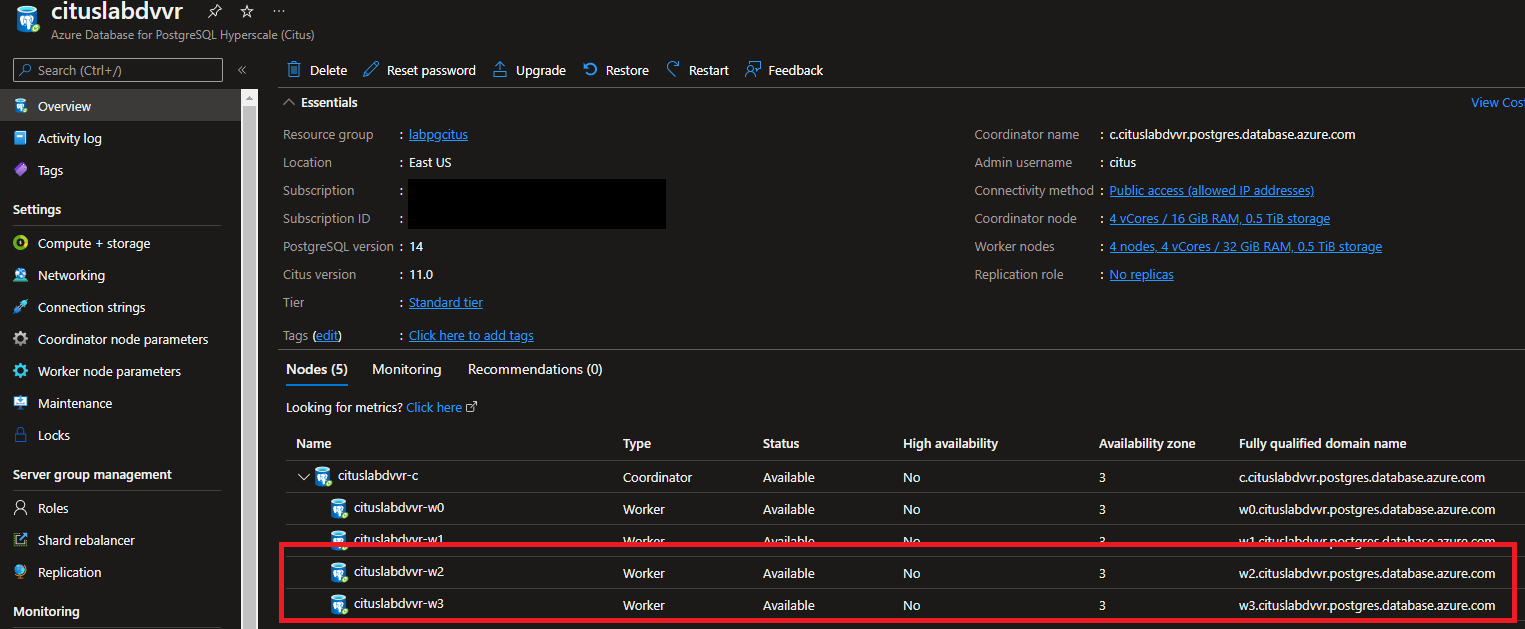 cituslabdvvr
Azure Database for PostgreSQL Hyperscale (Citus)
Search (Ctrl+/)
Overview
Activity log
Tags
Settings
Compute + storage
Networking
Connection strings
Coordinator node parameters
Worker node parameters
Maintenance
Locks
Server group management
Roles
Shard rebalancer
Replication
Monitoring
Delete Reset password Upgrade Restore Restart Feedback
Essentials
View Cost
Resource group : labpgcitus
Location : East US
Subscription :
Subscription ID :
PostgreSQL version : 14
Citus version : 11.0
Tier : Standard tier
Tags (edit) : Click here to add tags
Coordinator name : c.cituslabdvvr.postgres.database.azure.com
Admin username : citus
Connectivity method : Public access (allowed IP addresses)
Coordinator node : 4 vCores / 16 GiB RAM, 0.5 TiB storage
Worker nodes : 4 nodes, 4 vCores / 32 GiB RAM, 0.5 TiB storage
Replication role : No replicas
Nodes (5) Monitoring Recommendations (0)
Looking for metrics? Click here
Name Type Status High availability Availability zone Fully qualified domain name
cituslabdvvr-c Coordinator Available No 3 c.cituslabdvvr.postgres.database.azure.com
cituslabdvvr-w0 Worker Available No 3 w0.cituslabdvvr.postgres.database.azure.com
cituslabdvvr-w1 Worker Available No 3 w1.cituslabdvvr.postgres.database.azure.com
cituslabdvvr-w2 Worker Available No 3 w2.cituslabdvvr.postgres.database.azure.com
cituslabdvvr-w3 Worker Available No 3 w3.cituslabdvvr.postgres.database.azure.com